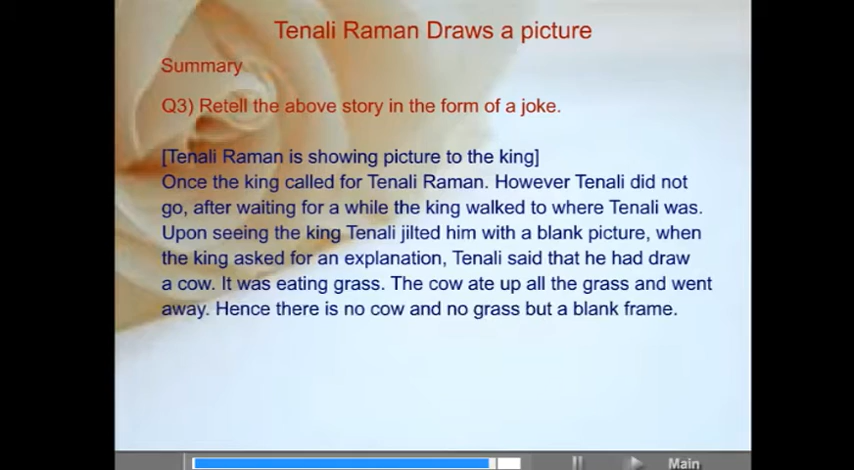 Tenali Raman Draws a picture
Summary
Q3) Retell the above story in the form of a joke.
[Tenali Raman is showing picture to the king]
Once the king called for Tenali Raman. However Tenali did not
go, after waiting for a while the king walked to where Tenali was.
Upon seeing the king Tenali jilted him with a blank picture, when
the king asked for an explanation, Tenali said that he had draw
a cow. It was eating grass. The cow ate up all the grass and went
away. Hence there is no cow and no grass but a blank frame.
Main